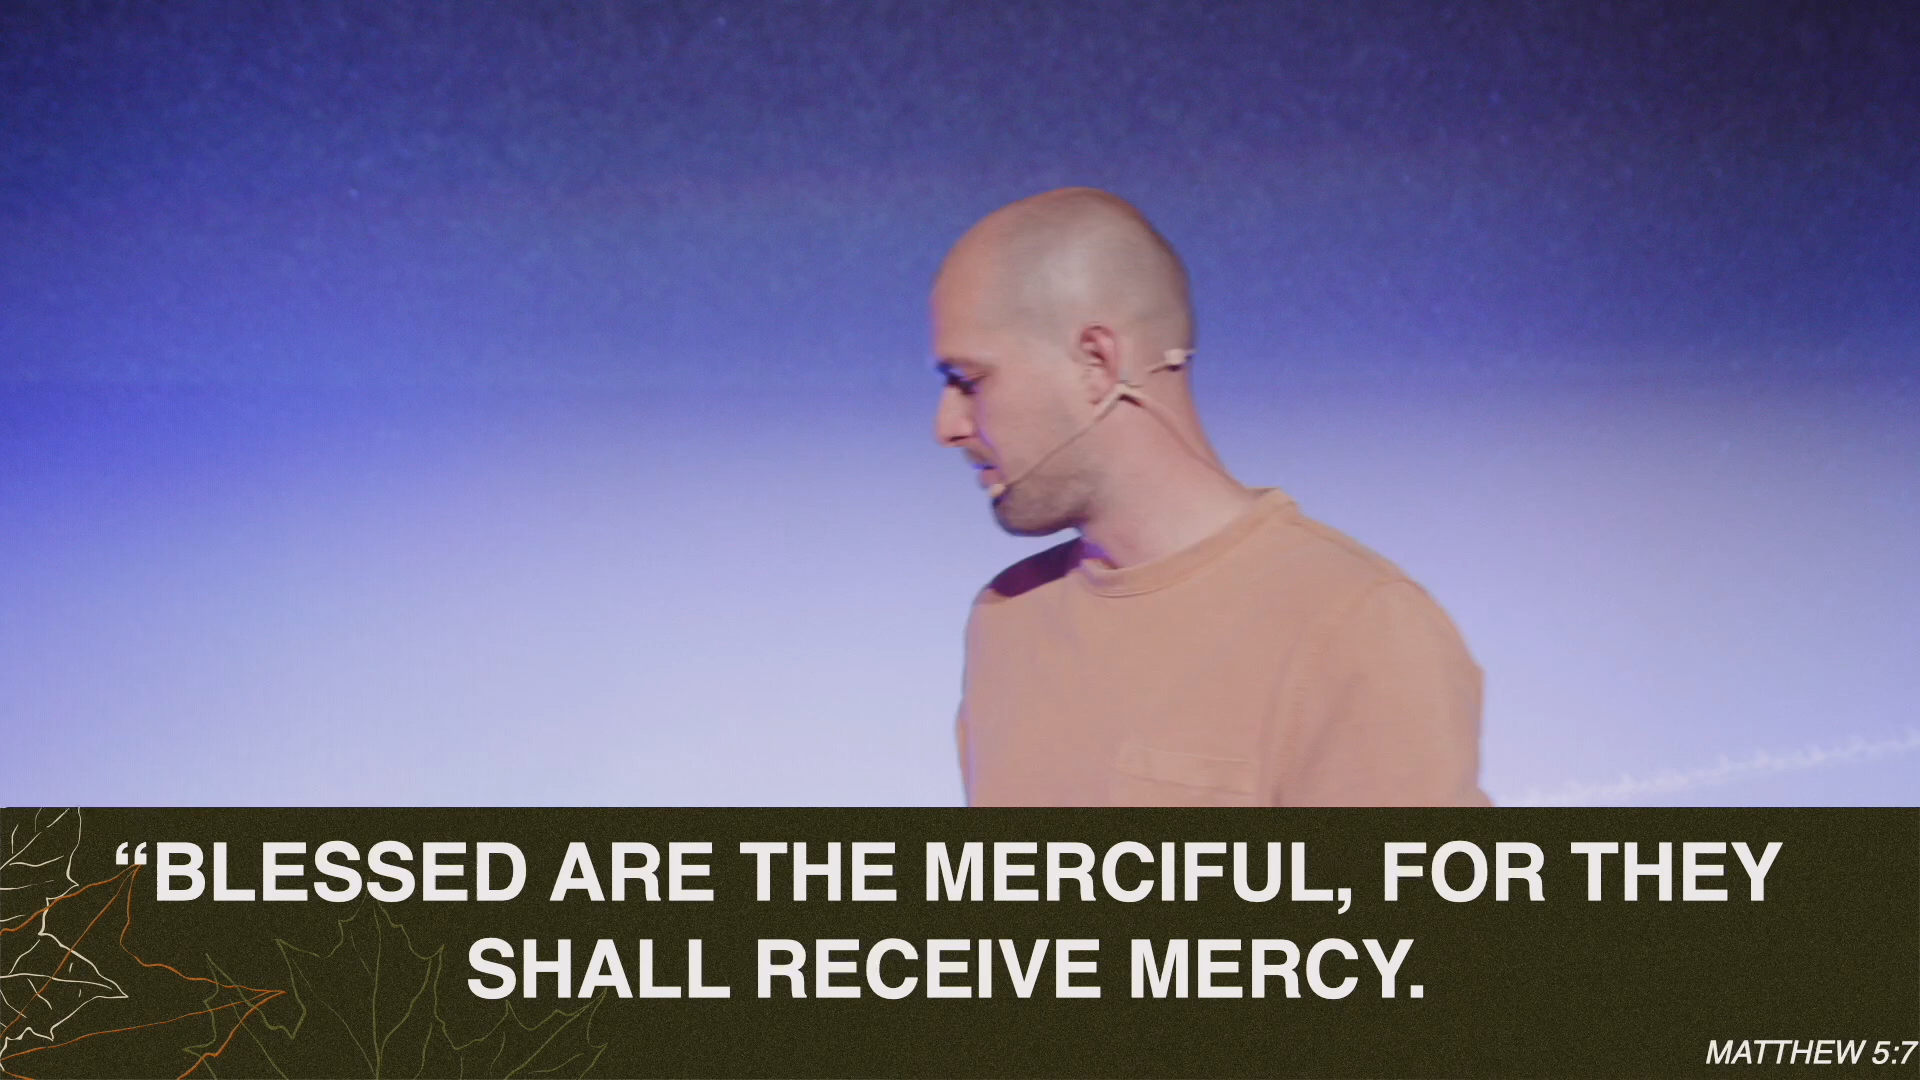 “BLESSED ARE THE MERCIFUL, FOR THEY
SHALL RECEIVE MERCY.
MATTHEW 5:7